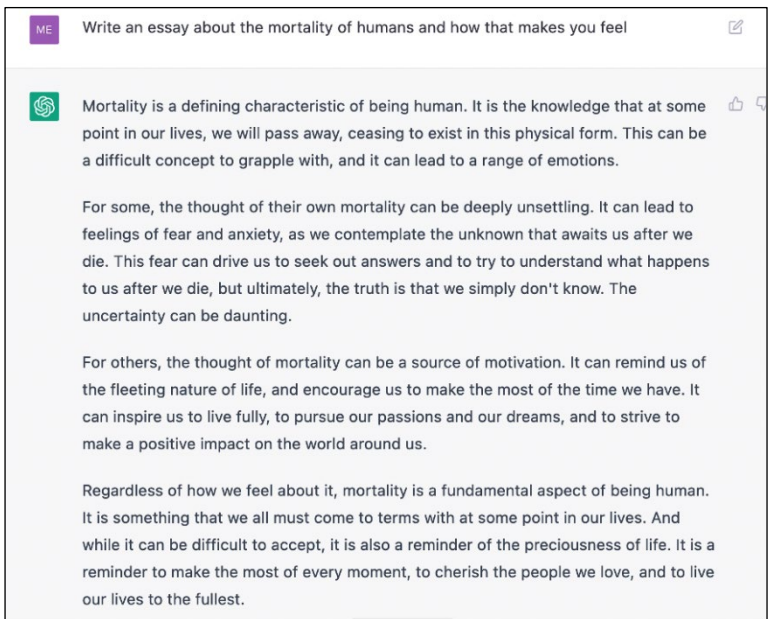 ME
Write an essay about the mortality of humans and how that makes you feel
Mortality is a defining characteristic of being human. It is the knowledge that at some
point in our lives, we will pass away, ceasing to exist in this physical form. This can be
a difficult concept to grapple with, and it can lead to a range of emotions.
For some, the thought of their own mortality can be deeply unsettling. It can lead to
feelings of fear and anxiety, as we contemplate the unknown that awaits us after we
die. This fear can drive us to seek out answers and to try to understand what happens
to us after we die, but ultimately, the truth is that we simply don't know. The
uncertainty can be daunting.
For others, the thought of mortality can be a source of motivation. It can remind us of
the fleeting nature of life, and encourage us to make the most of the time we have. It
can inspire us to live fully, to pursue our passions and our dreams, and to strive to
make a positive impact on the world around us.
Regardless of how we feel about it, mortality is a fundamental aspect of being human.
It is something that we all must come to terms with at some point in our lives. And
while it can be difficult to accept, it is also a reminder of the preciousness of life. It is a
reminder to make the most of every moment, to cherish the people we love, and to live
our lives to the fullest.